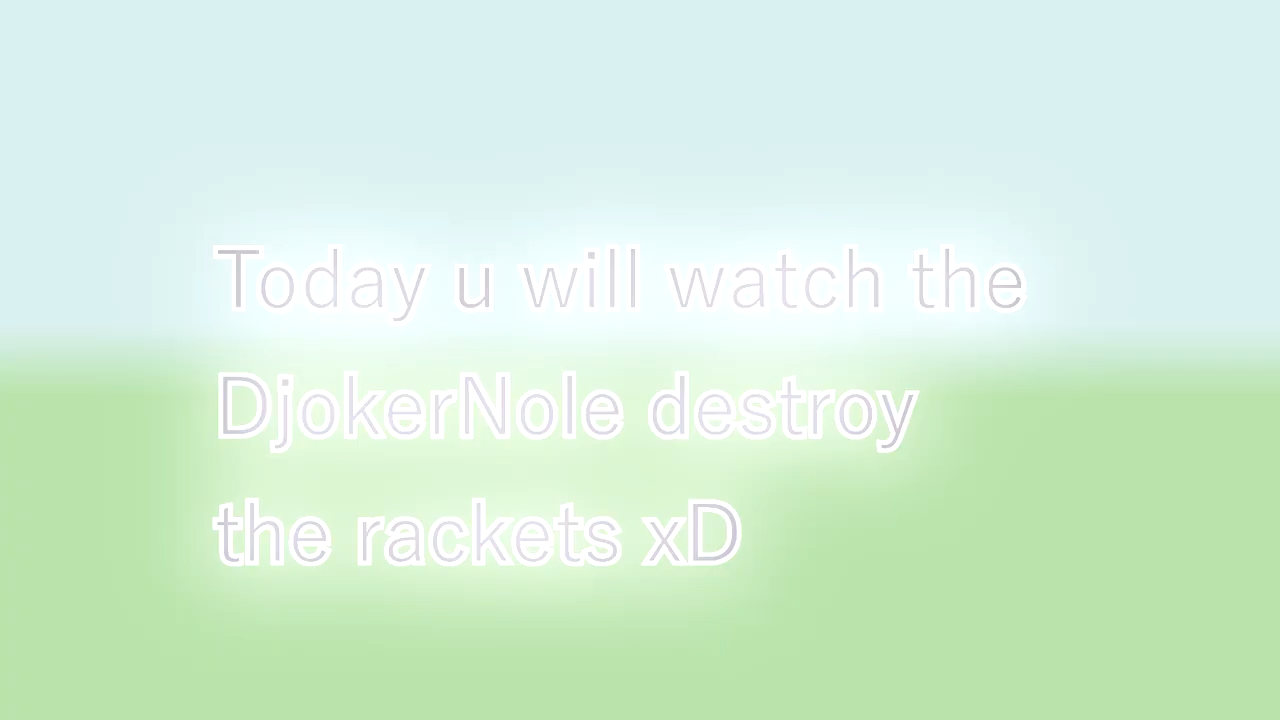 Today u will watch the
DjokerNole destroy
the rackets xD